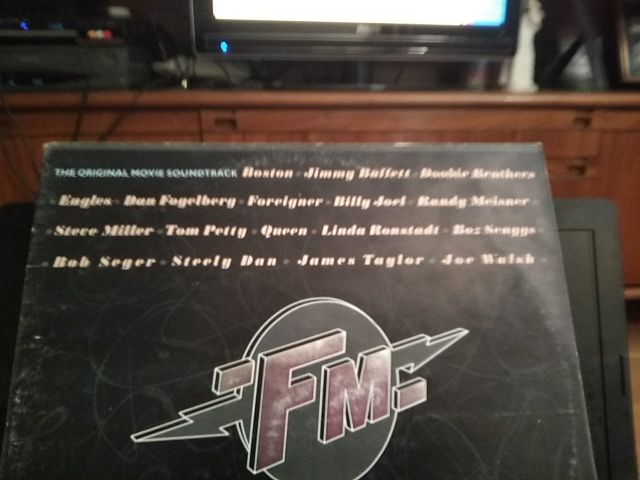 THE ORIGINAL MOVIE SOUNDTRACK Boston • Jimmy Buffett • Doobie Brothers
• Eagles • Dan Fogelberg • Foreigner • Billy Joel • Randy Meisner
• Steve Miller • Tom Petty • Queen • Linda Ronstadt • Boz Scaggs
Bob Seger • Steely Dan • James Taylor • Joe Walsh
FM